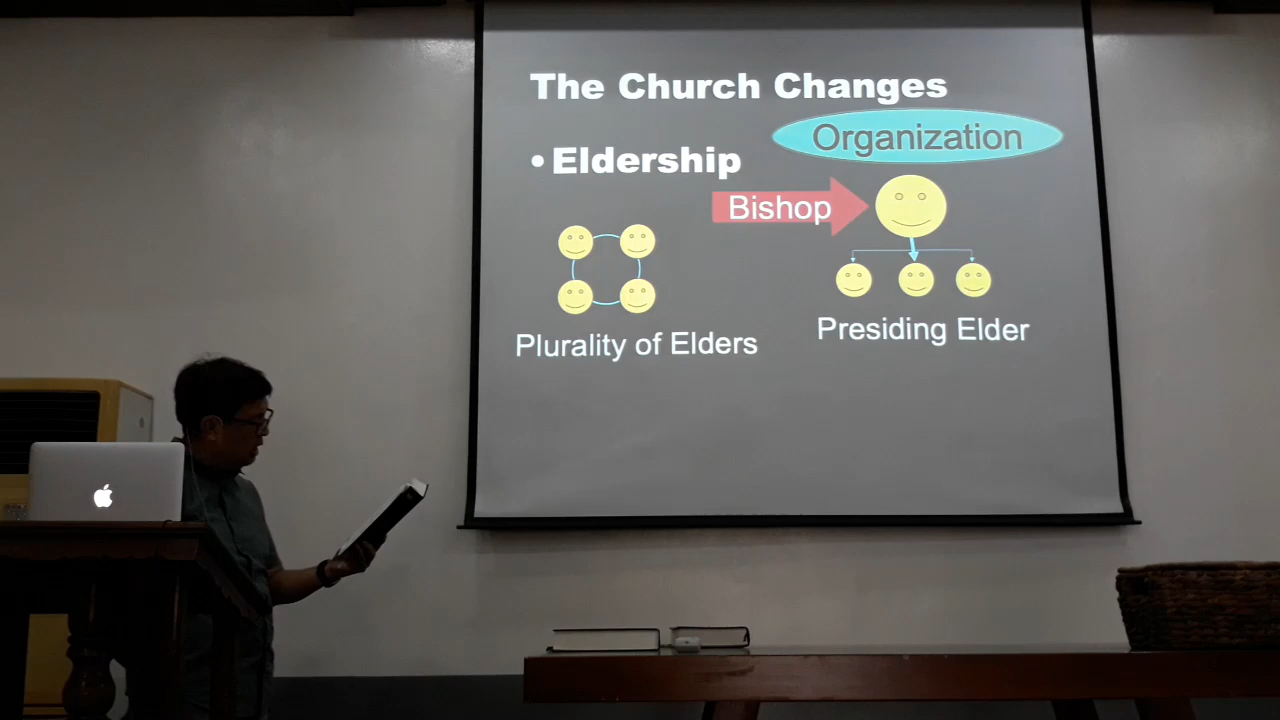 The Church Changes
Organization
• Eldership
Bishop
Plurality of Elders
Presiding Elder